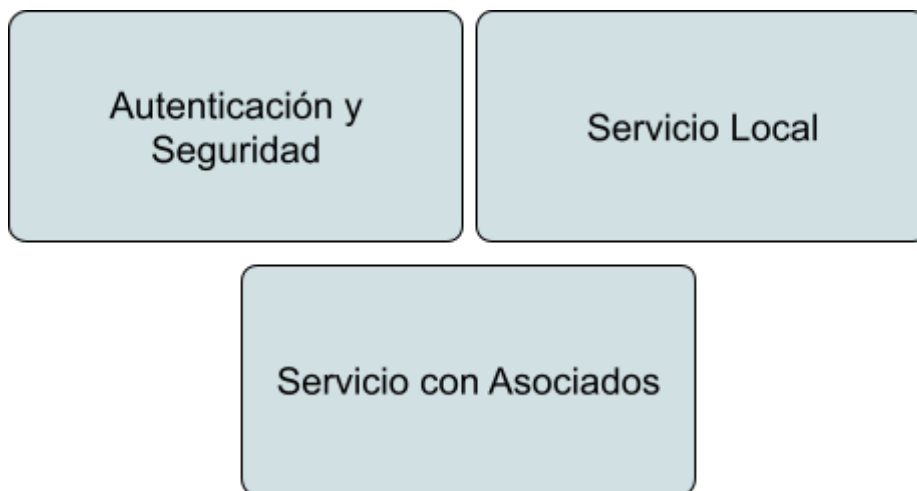 Autenticación y
Seguridad
Servicio Local
Servicio con Asociados